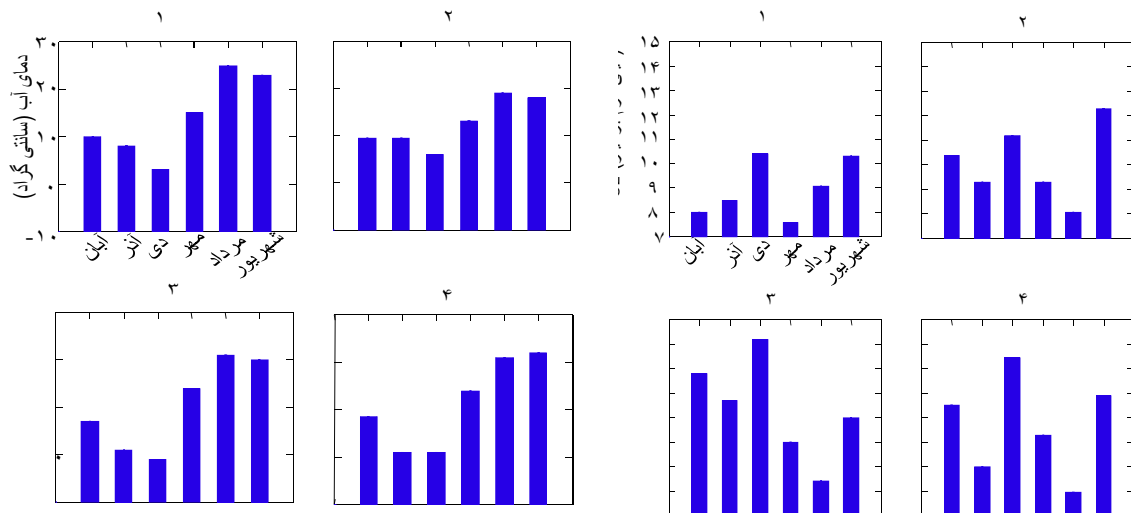 ۱
۲
۳۰
۲۰
۱۰
۰
-۱۰
دمای آب (سانتی گراد)
آبان
آذر
دی
مهر
مرداد
شهریور
۳
۴
۱
۲
۱۵
۱۴
۱۳
۱۲
۱۱
۱۰
۹
۸
۷
آبان
آذر
دی
مهر
مرداد
شهریور
۳
۴